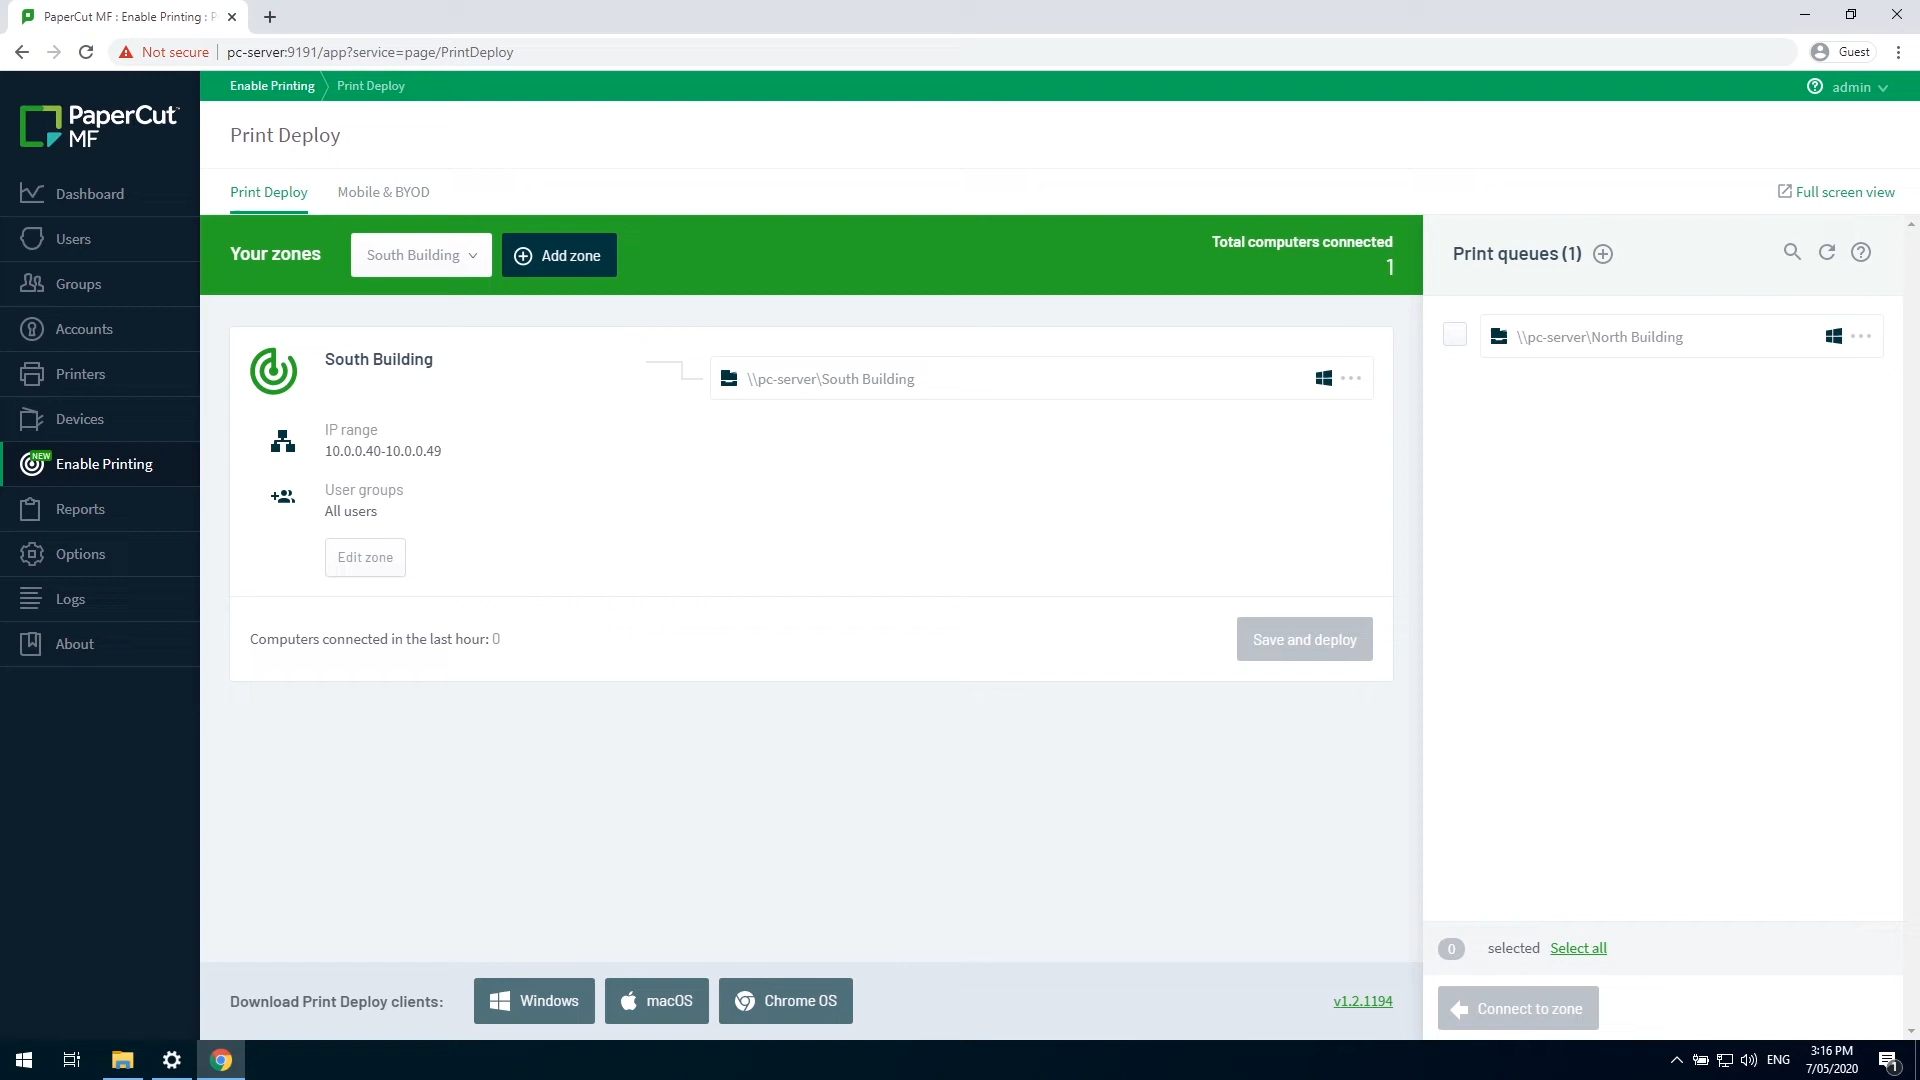 PaperCut MF : Enable Printing : P
Not secure
pc-server:9191/app?service=page/PrintDeploy
Guest
PaperCut™
MF
Enable Printing
Print Deploy
admin
Print Deploy
Dashboard
Users
Groups
Accounts
Printers
Devices
NEW
Enable Printing
Reports
Options
Logs
About
Print Deploy
Mobile & BYOD
Full screen view
Your zones
South Building
Add zone
Total computers connected
1
South Building
\\pc-server\South Building
IP range
10.0.0.40-10.0.0.49
User groups
All users
Edit zone
Computers connected in the last hour: 0
Save and deploy
Print queues (1)
\\pc-server\North Building
0 selected Select all
Connect to zone
Download Print Deploy clients:
Windows
macOS
Chrome OS
v1.2.1194
ENG
3:16 PM
7/05/2020
1